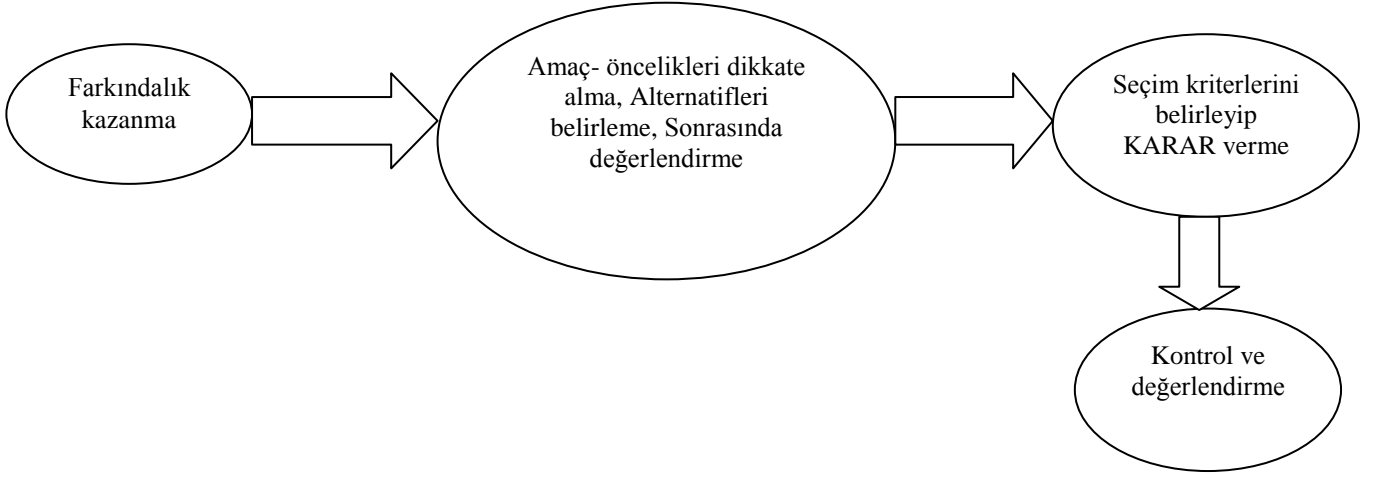 Farkındalık
kazanma
Amaç- öncelikleri dikkate
alma, Alternatifleri
belirleme, Sonrasında
değerlendirme
Seçim kriterlerini
belirleyip
KARAR verme
Kontrol ve
değerlendirme